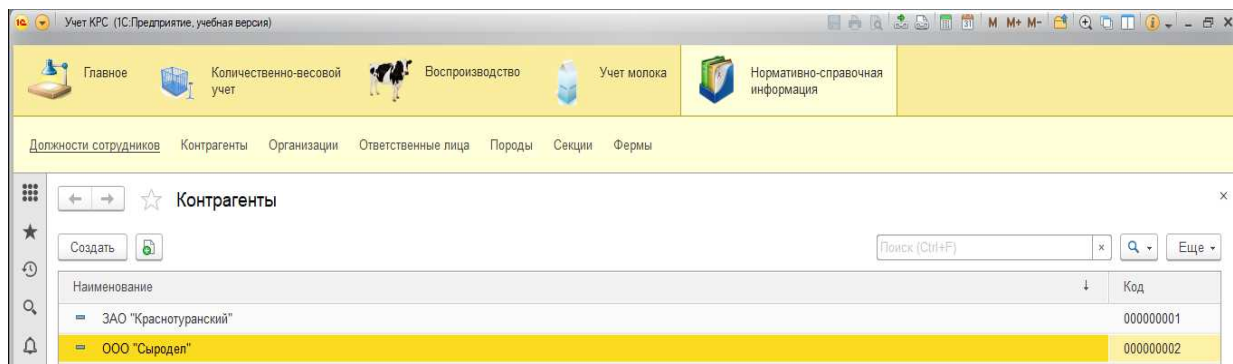 Учет КРС (1С:Предприятие, учебная версия)
M M+ M-
Главное
Количественно-весовой
учет
Воспроизводство
Учет молока
Нормативно-справочная
информация
Должности сотрудников Контрагенты Организации Ответственные лица Породы Секции Фермы
Контрагенты
Создать Поиск (Ctrl+F) Еще
Наименование Код
ЗАО "Краснотуранский" 000000001
ООО "Сыродел" 000000002